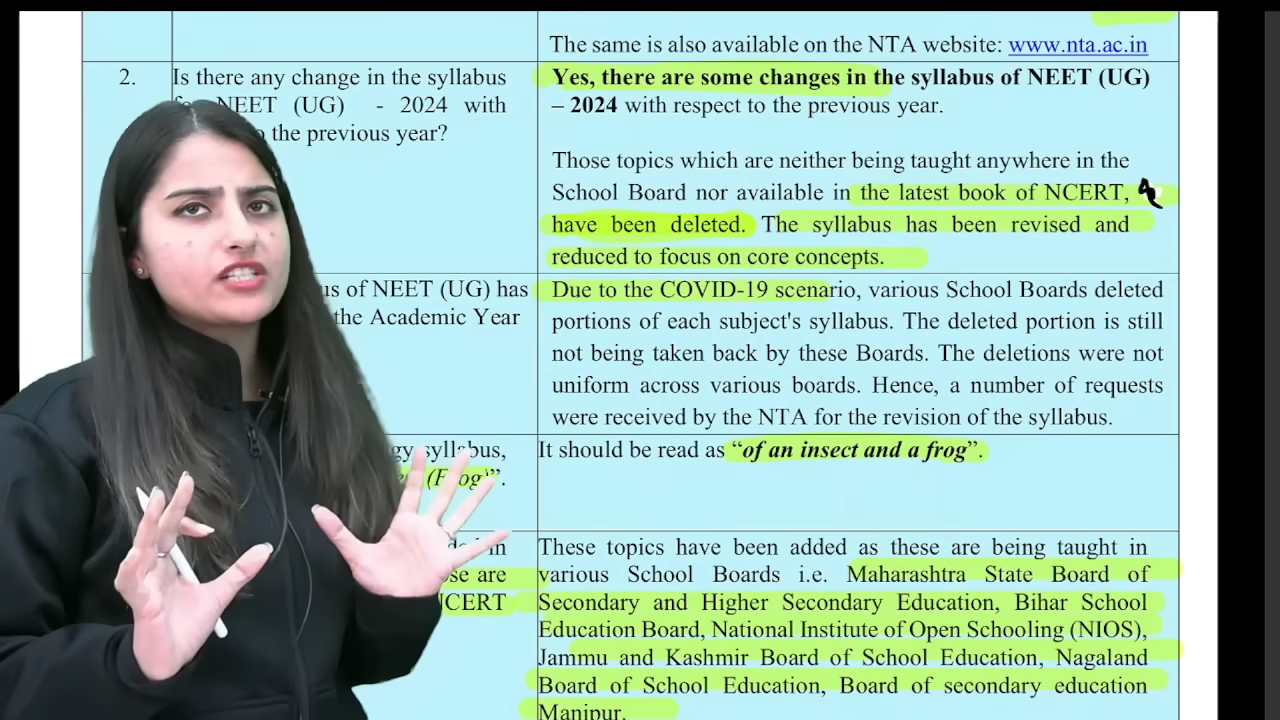 The same is also available on the NTA website: www.nta.ac.in
2. Is there any change in the syllabus
NEET (UG) - 2024 with
the previous year?
Yes, there are some changes in the syllabus of NEET (UG)
– 2024 with respect to the previous year.
Those topics which are neither being taught anywhere in the
School Board nor available in the latest book of NCERT,
have been deleted. The syllabus has been revised and
reduced to focus on core concepts.
of NEET (UG) has
the Academic Year
Due to the COVID-19 scenario, various School Boards deleted
portions of each subject's syllabus. The deleted portion is still
not being taken back by these Boards. The deletions were not
uniform across various boards. Hence, a number of requests
were received by the NTA for the revision of the syllabus.
syllabus,
(Frog)”.
It should be read as “of an insect and a frog”.
in
are
NCERT
These topics have been added as these are being taught in
various School Boards i.e. Maharashtra State Board of
Secondary and Higher Secondary Education, Bihar School
Education Board, National Institute of Open Schooling (NIOS),
Jammu and Kashmir Board of School Education, Nagaland
Board of School Education, Board of secondary education
Manipur.